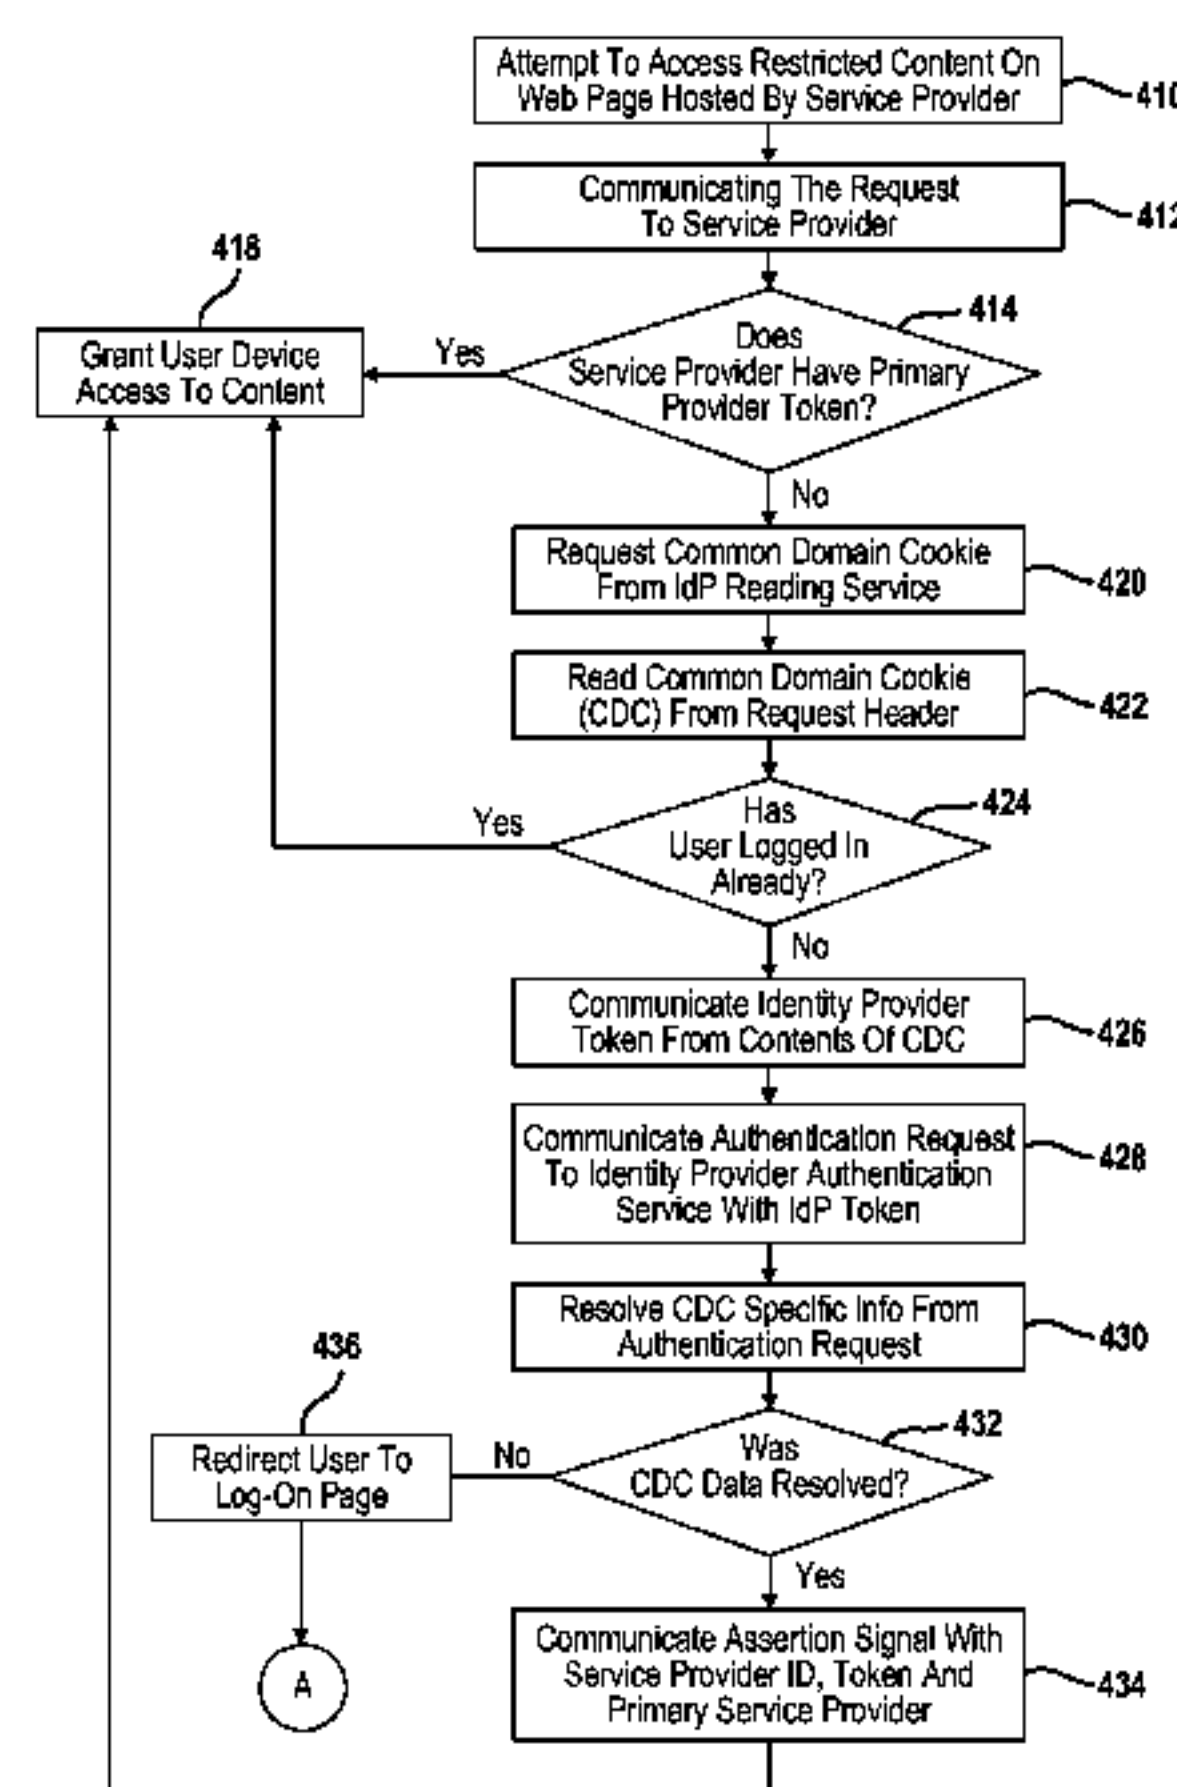 Attempt To Access Restricted Content On
Web Page Hosted By Service Provider
410
Communicating The Request
To Service Provider
412
418
414
Grant User Device
Access To Content
Yes
Does
Service Provider Have Primary
Provider Token?
No
Request Common Domain Cookie
From IdP Reading Service
420
Read Common Domain Cookie
(CDC) From Request Header
422
424
Yes
Has
User Logged In
Already?
No
Communicate Identity Provider
Token From Contents Of CDC
426
Communicate Authentication Request
To Identity Provider Authentication
Service With IdP Token
428
Resolve CDC Specific Info From
Authentication Request
430
436
432
Redirect User To
Log-On Page
No
Was
CDC Data Resolved?
Yes
A
Communicate Assertion Signal With
Service Provider ID, Token And
Primary Service Provider
434